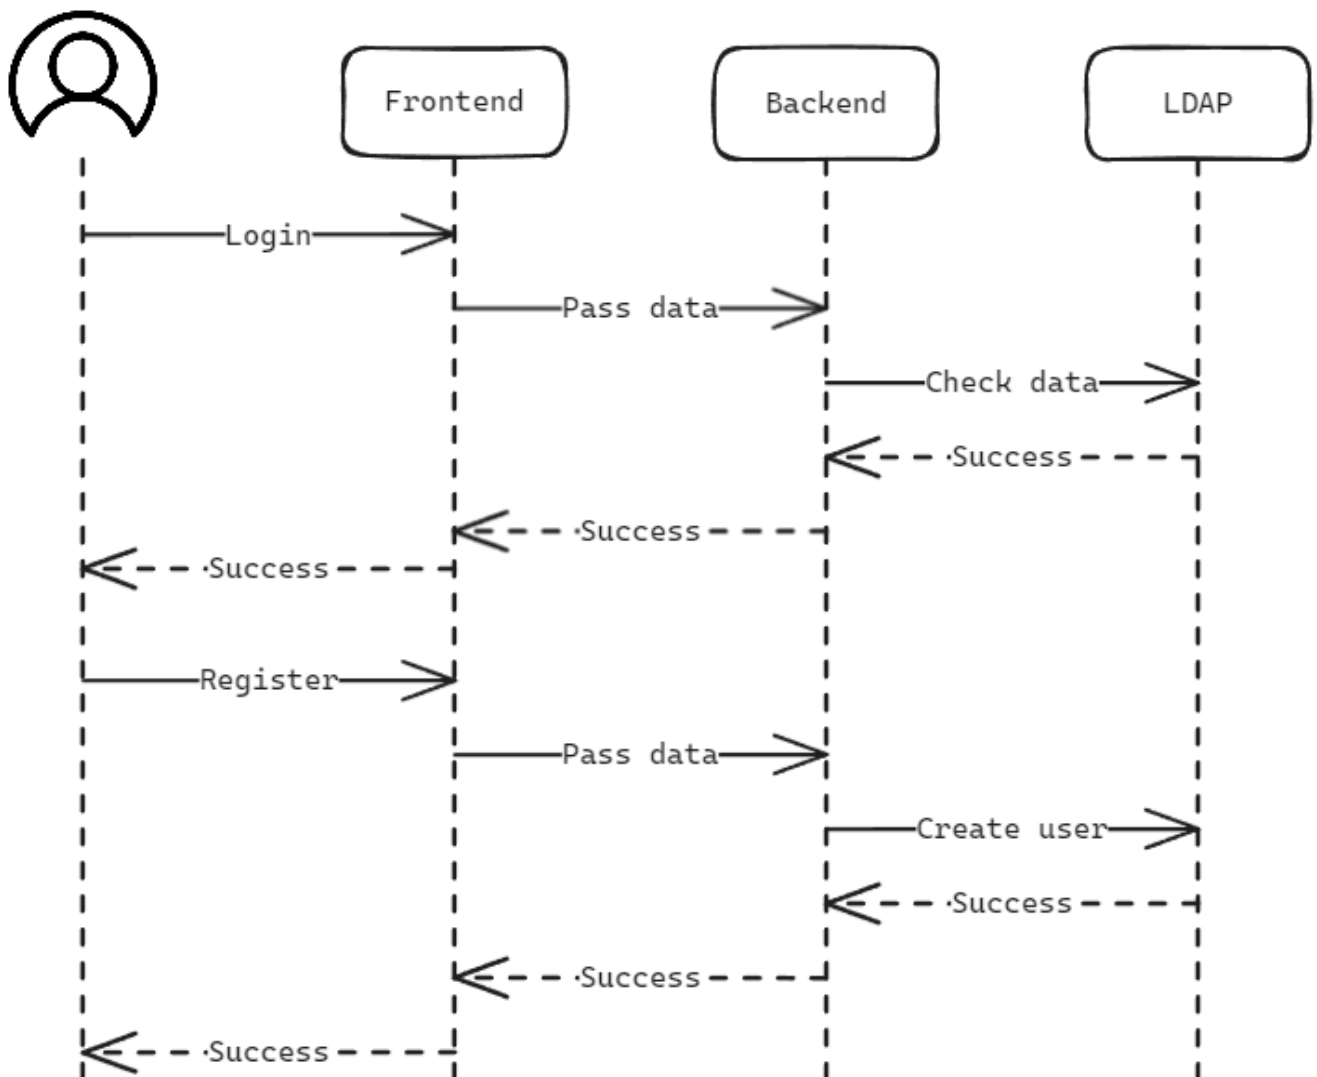 Frontend
Backend
LDAP
Login
Pass data
Check data
Success
Success
Success
Register
Pass data
Create user
Success
Success
Success